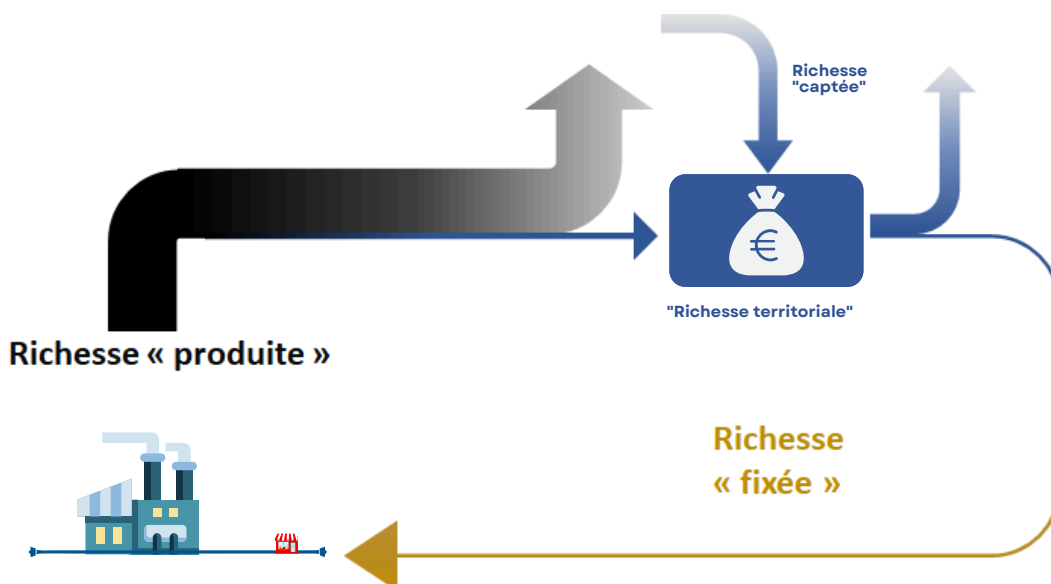 Richesse
"captée"
€
"Richesse territoriale"
Richesse « produite »
Richesse
« fixée »